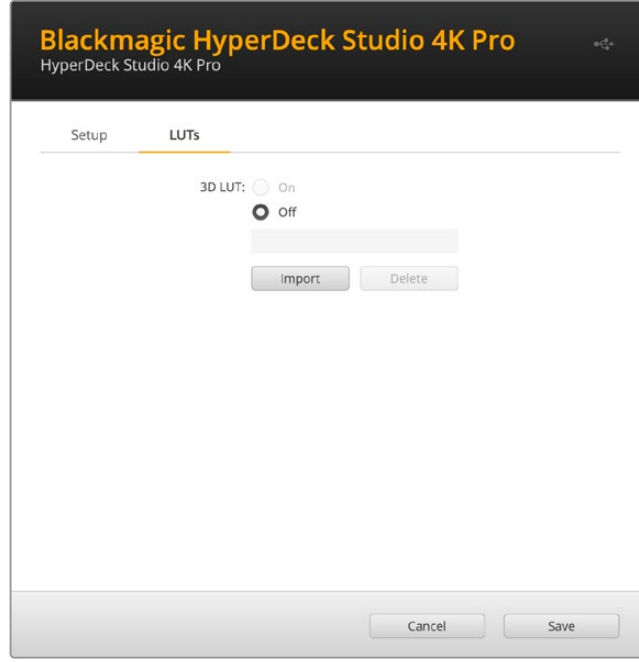 Blackmagic HyperDeck Studio 4K Pro
HyperDeck Studio 4K Pro
Setup LUTs
3D LUT: On
Off
Import Delete
Cancel Save